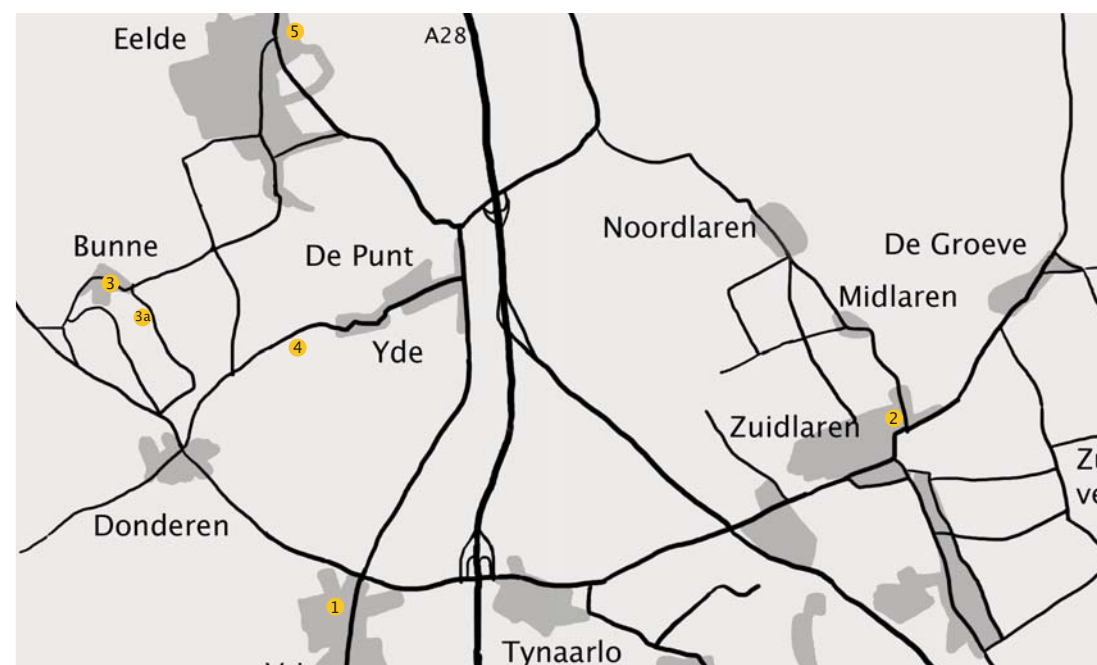 5
Eelde
A28
Noordlaren
Bunne
De Groeve
De Punt
3
Midlaren
3a
4
Yde
2
Zuidlaren
Donderen
1
Tynaarlo